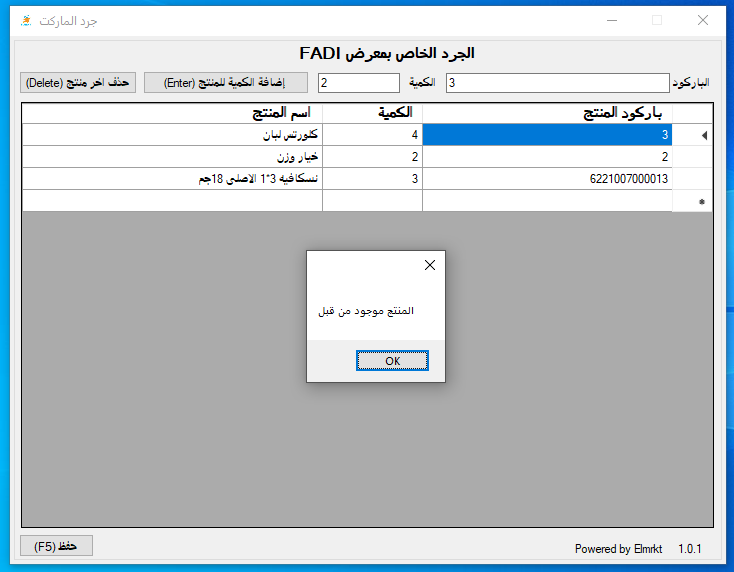 جرد الماركت
الجرد الخاص بمعرض FADI
الباركود 3 الكمية 2 إضافة الكمية للمنتج (Enter) حذف اخر منتج (Delete)
باركود المنتج الكمية اسم المنتج
3 4 كلورتس لبان
2 2 خيار وزن
6221007000013 3 نسكافيه 3*1 الاصلى 18جم
المنتج موجود من قبل
OK
حفظ (F5)
Powered by Elmrkt 1.0.1